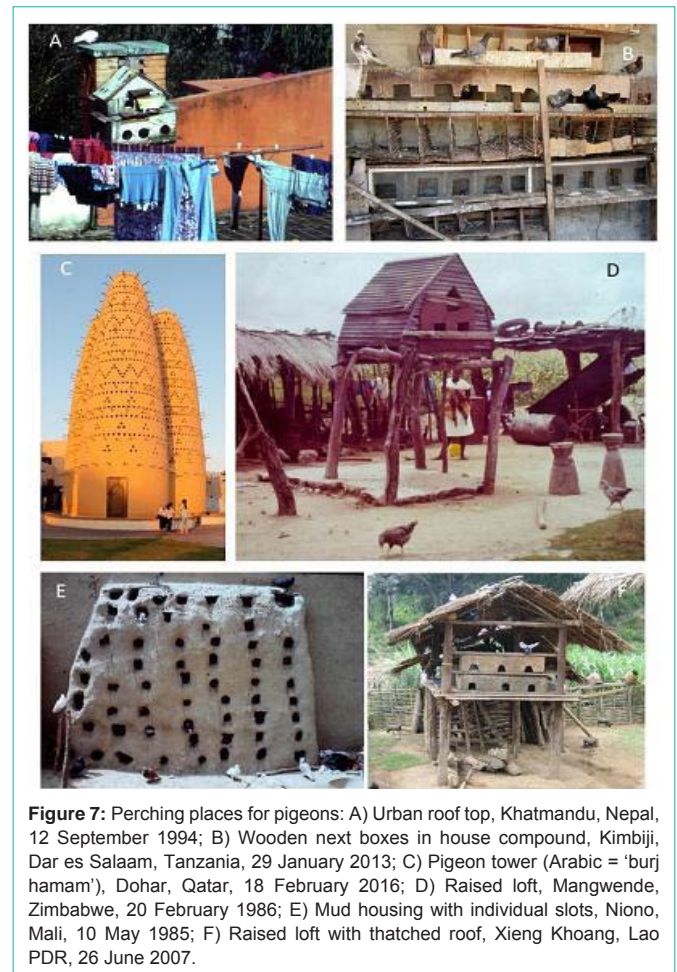 A
B
C
D
E
F
Figure 7: Perching places for pigeons: A) Urban roof top, Khatmandu, Nepal,
12 September 1994; B) Wooden next boxes in house compound, Kimbiji,
Dar es Salaam, Tanzania, 29 January 2013; C) Pigeon tower (Arabic = ‘burj
hamam’), Dohar, Qatar, 18 February 2016; D) Raised loft, Mangwende,
Zimbabwe, 20 February 1986; E) Mud housing with individual slots, Niono,
Mali, 10 May 1985; F) Raised loft with thatched roof, Xieng Khoang, Lao
PDR, 26 June 2007.